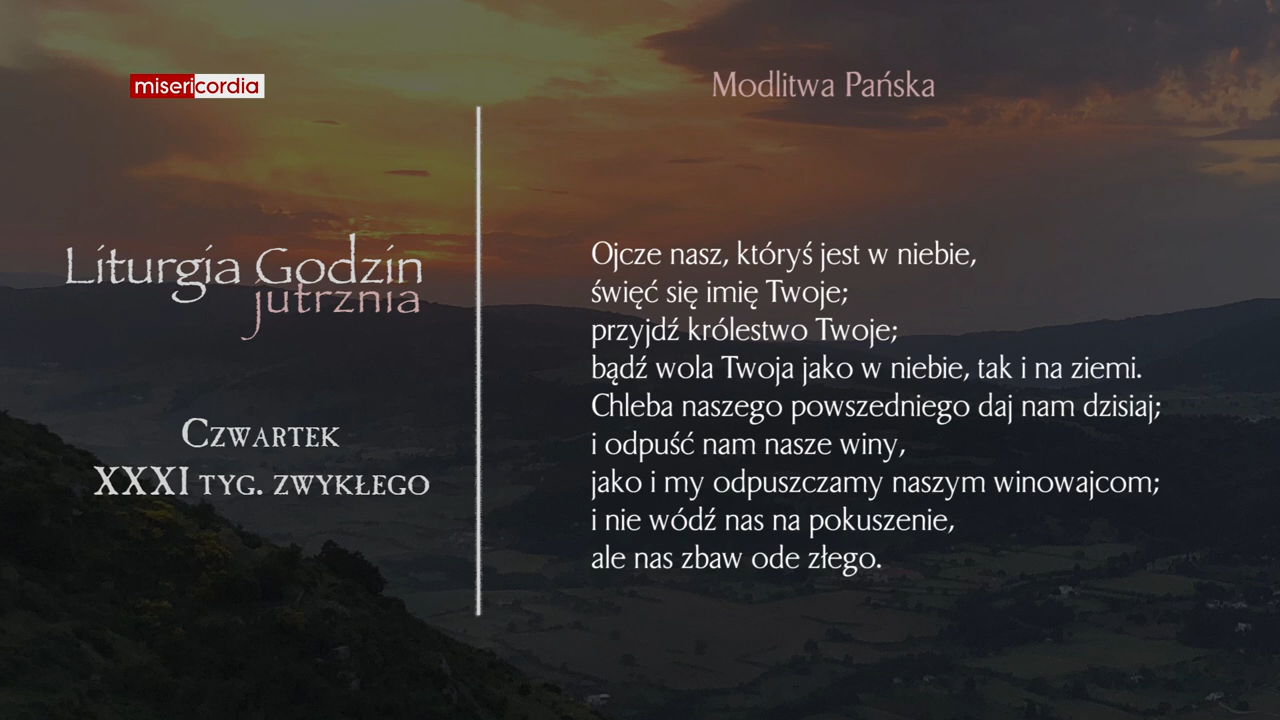 misericordia
Modlitwa Pańska
Liturgia Godzin
jutrznia
Czwartek
XXXI tyg. zwykłego
Ojcze nasz, któryś jest w niebie,
święć się imię Twoje;
przyjdź królestwo Twoje;
bądź wola Twoja jako w niebie, tak i na ziemi.
Chleba naszego powszedniego daj nam dzisiaj;
i odpuść nam nasze winy,
jako i my odpuszczamy naszym winowajcom;
i nie wódź nas na pokuszenie,
ale nas zbaw ode złego.